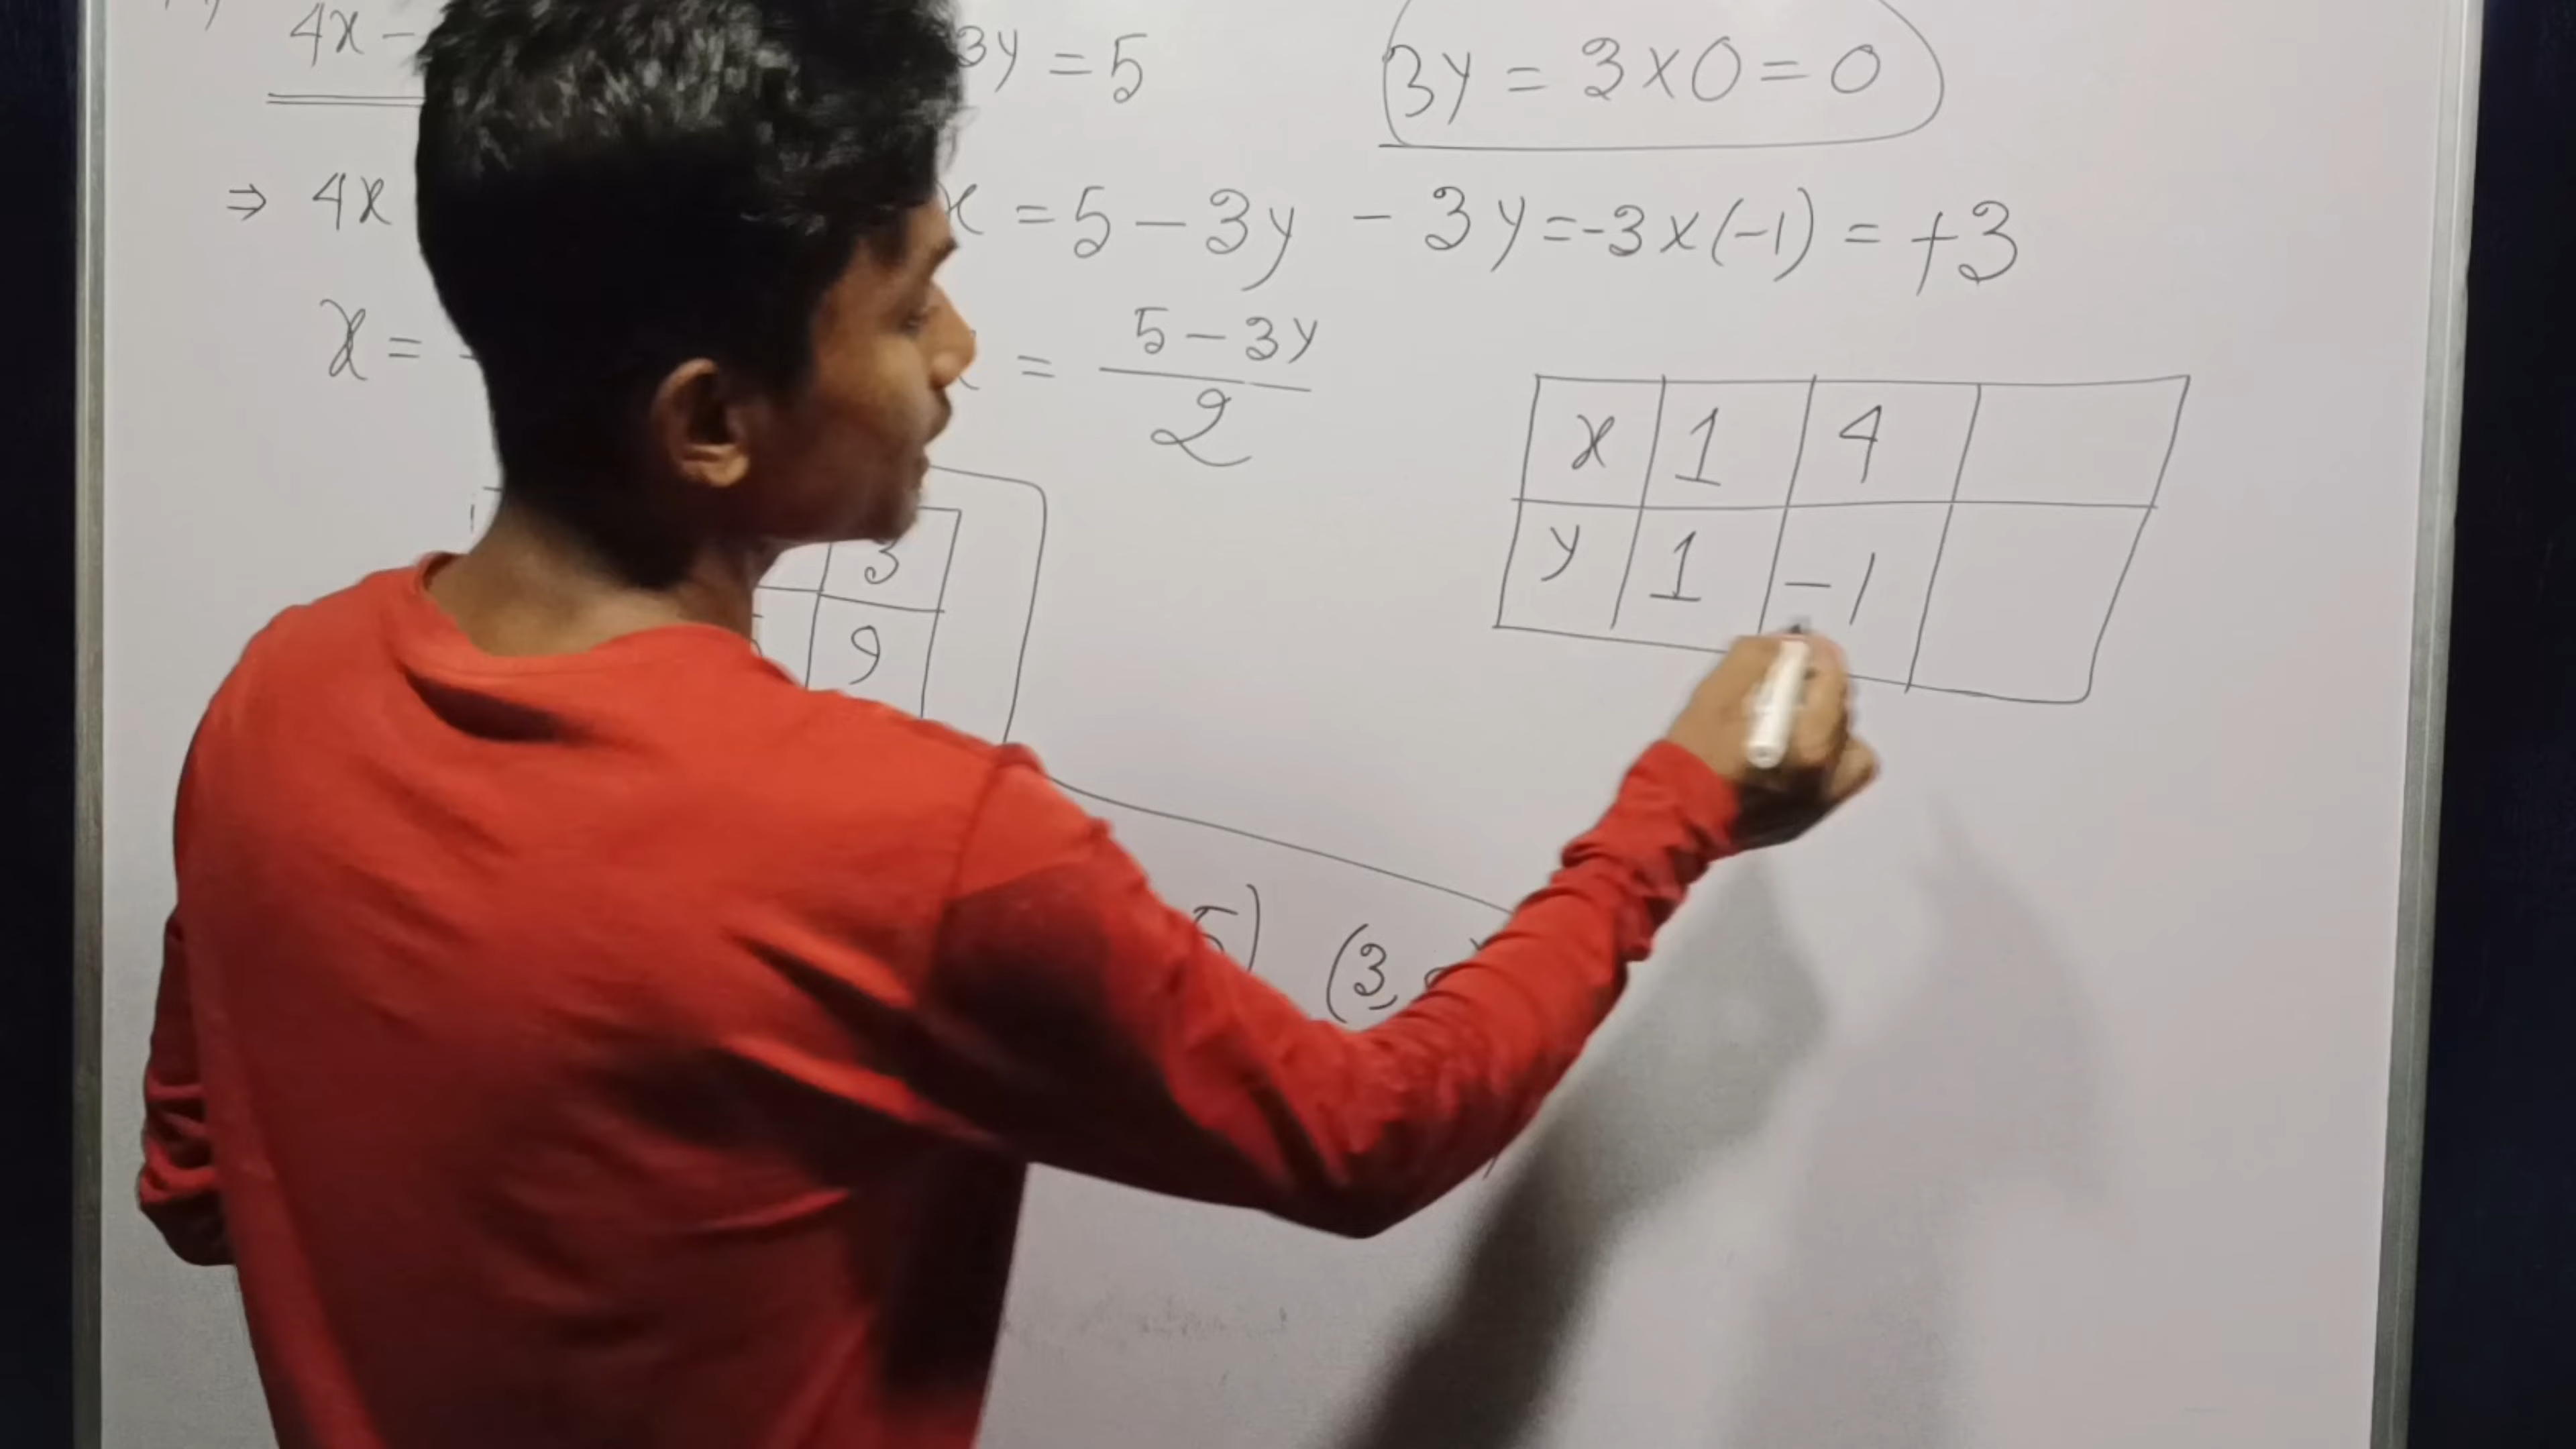 4x - 3y = 5
3y = 3 x 0 = 0
⇒ 4x x = 5 - 3y
- 3y = -3 x (-1) = +3
x = = 5 - 3y
2
x 1 4
y 1 -1
3
9
5) (3,